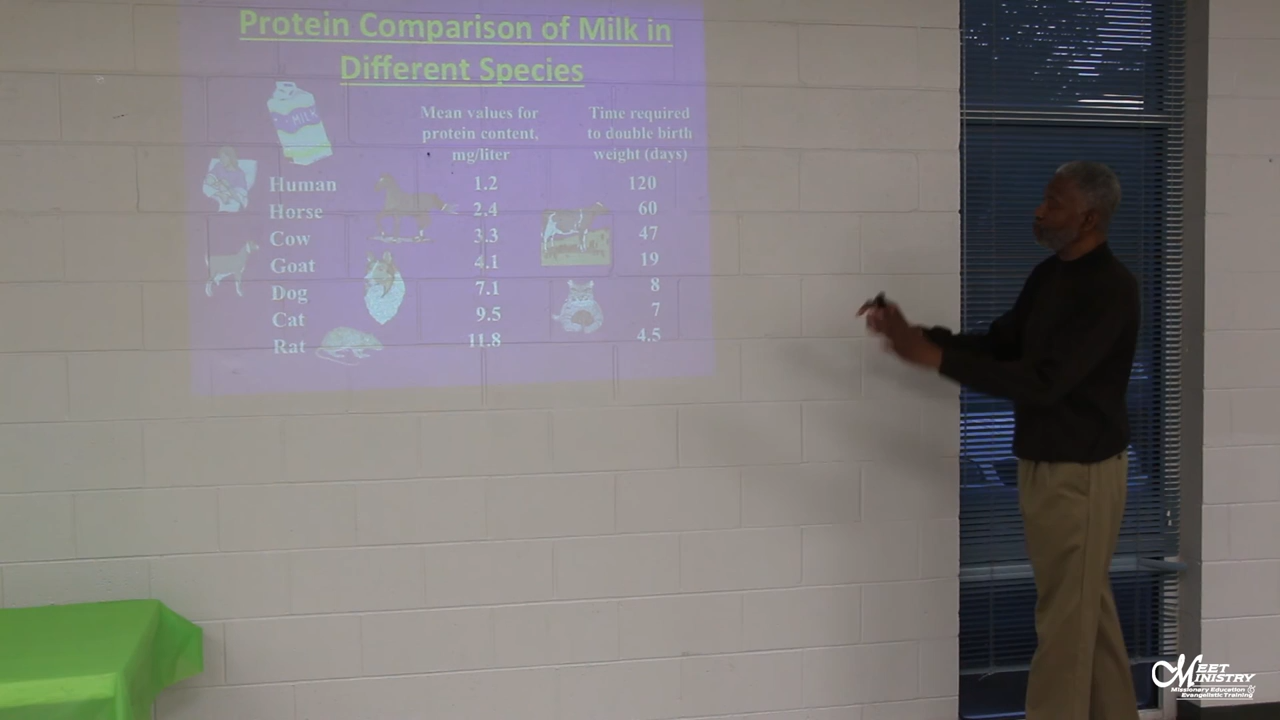 Protein Comparison of Milk in
Different Species
MILK
Mean values for
protein content,
mg/liter
Time required
to double birth
weight (days)
Human 1.2 120
Horse 2.4 60
Cow 3.3 47
Goat 4.1 19
Dog 7.1 8
Cat 9.5 7
Rat 11.8 4.5
MEET
MINISTRY
Missionary Education &
Evangelistic Training